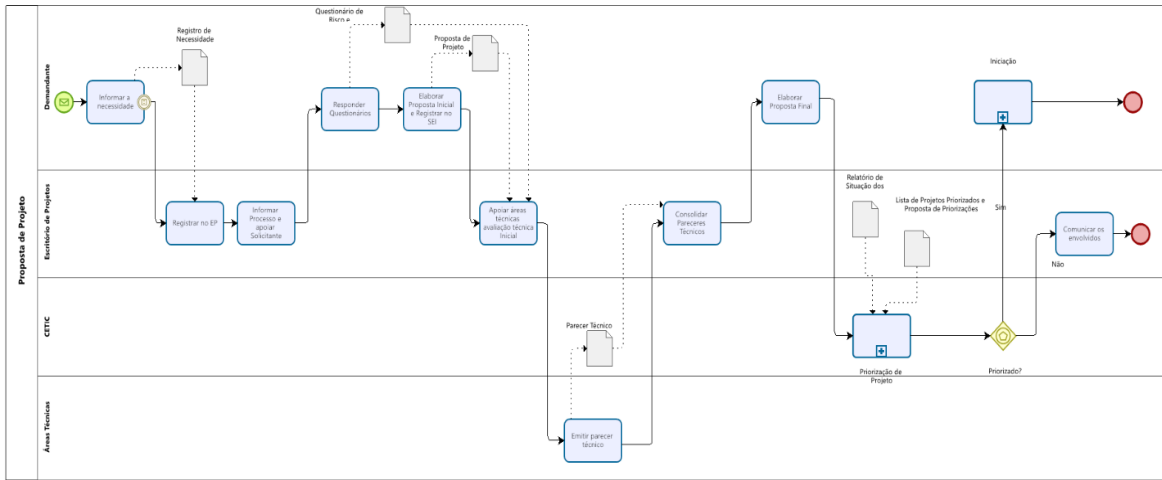 Proposta de Projeto
Demandante
Informar a
necessidade
Registro de
Necessidade
Questionário de
Risco e
Responder
Questionários
Proposta de
Projeto
Elaborar
Proposta Inicial
e Registrar no
SEI
Elaborar
Proposta Final
Iniciação
Escritório de Projetos
Registrar no EP
Informar
Processo e
apoiar
Solicitante
Apoiar áreas
técnicas
avaliação técnica
Inicial
Consolidar
Pareceres
Técnicos
Relatório de
Situação dos
Lista de Projetos Priorizados e
Proposta de Priorizações
Sim
Comunicar os
envolvidos
Não
CETIC
Parecer Técnico
Priorização de
Projeto
Priorizado?
Áreas Técnicas
Emitir parecer
técnico